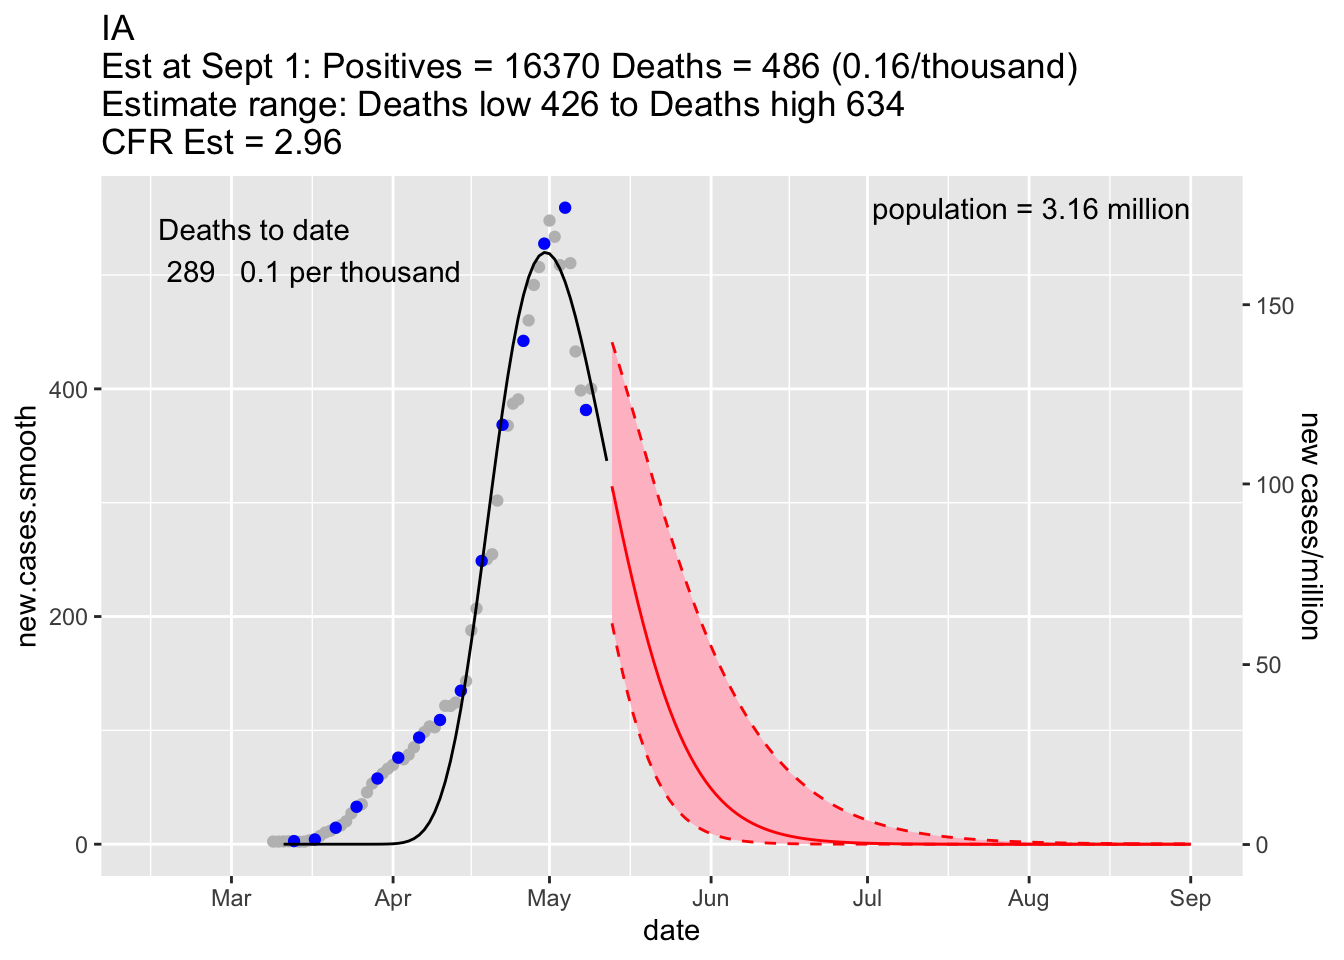 IA
Est at Sept 1: Positives = 16370 Deaths = 486 (0.16/thousand)
Estimate range: Deaths low 426 to Deaths high 634
CFR Est = 2.96
population = 3.16 million
Deaths to date
289 0.1 per thousand
new.cases.smooth
400
200
0
new cases/million
150
100
50
0
Mar Apr May Jun Jul Aug Sep
date